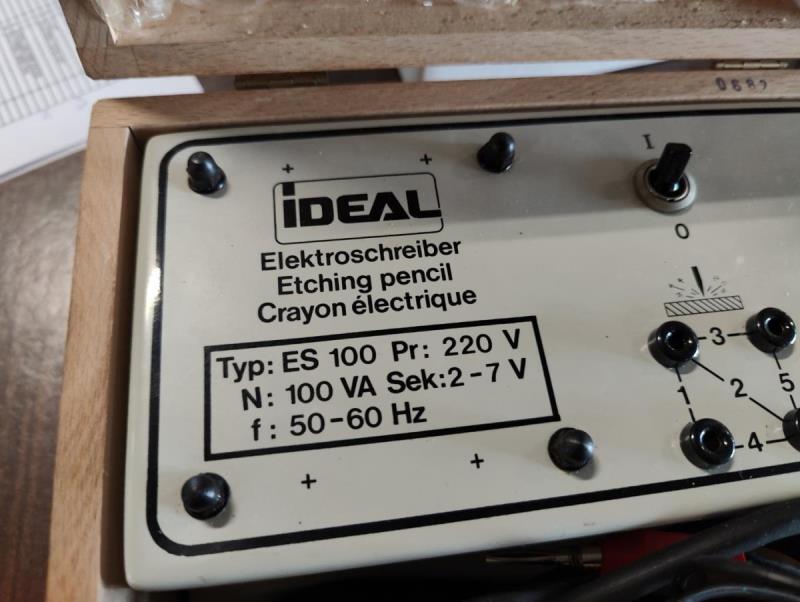 0682
I
iDEAL
O
Elektroschreiber
Etching pencil
Crayon électrique
Typ: ES 100 Pr: 220 V
N: 100 VA Sek: 2-7 V
f: 50-60 Hz
3
1 2 5
4